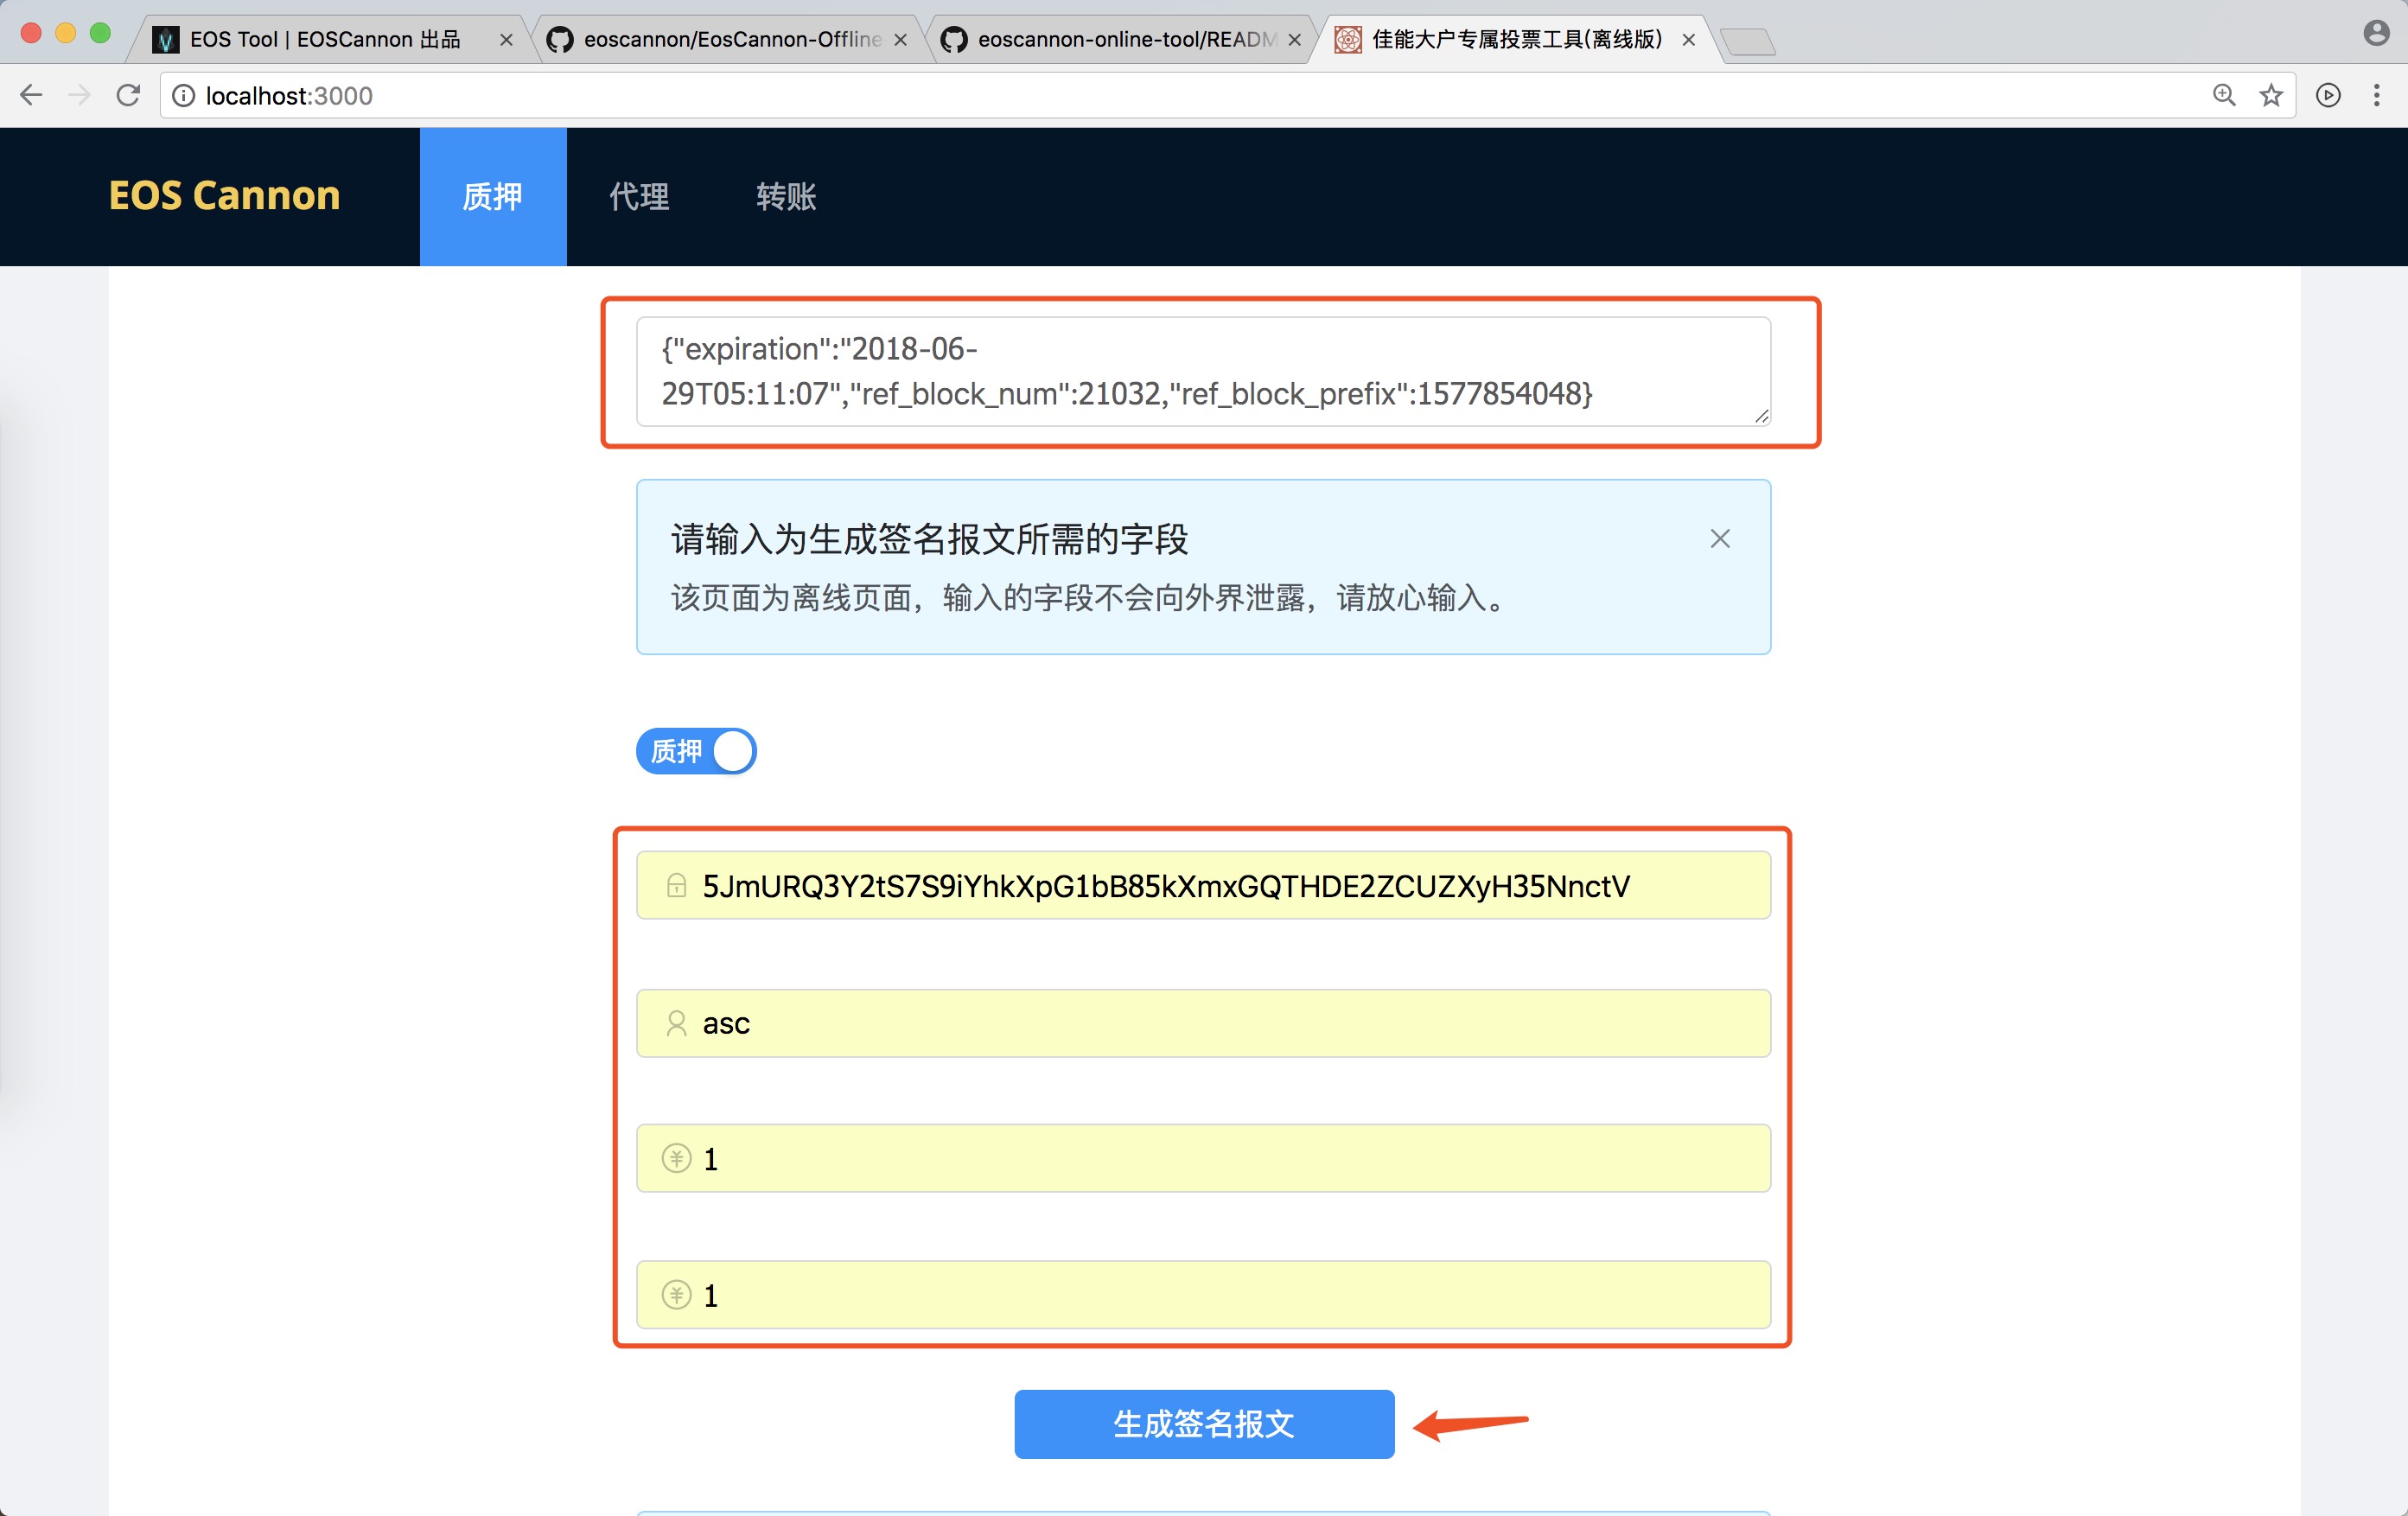 EOS Tool | EOSCannon 出品
eoscannon/EosCannon-Offline
eoscannon-online-tool/READM
佳能大户专属投票工具(离线版)
localhost:3000
EOS Cannon
质押
代理
转账
{"expiration":"2018-06-
29T05:11:07","ref_block_num":21032,"ref_block_prefix":1577854048}
请输入为生成签名报文所需的字段
该页面为离线页面，输入的字段不会向外界泄露，请放心输入。
质押
5JmURQ3Y2tS7S9iYhkXpG1bB85kXmxGQTHDE2ZCUZXyH35NnctV
asc
1
1
生成签名报文